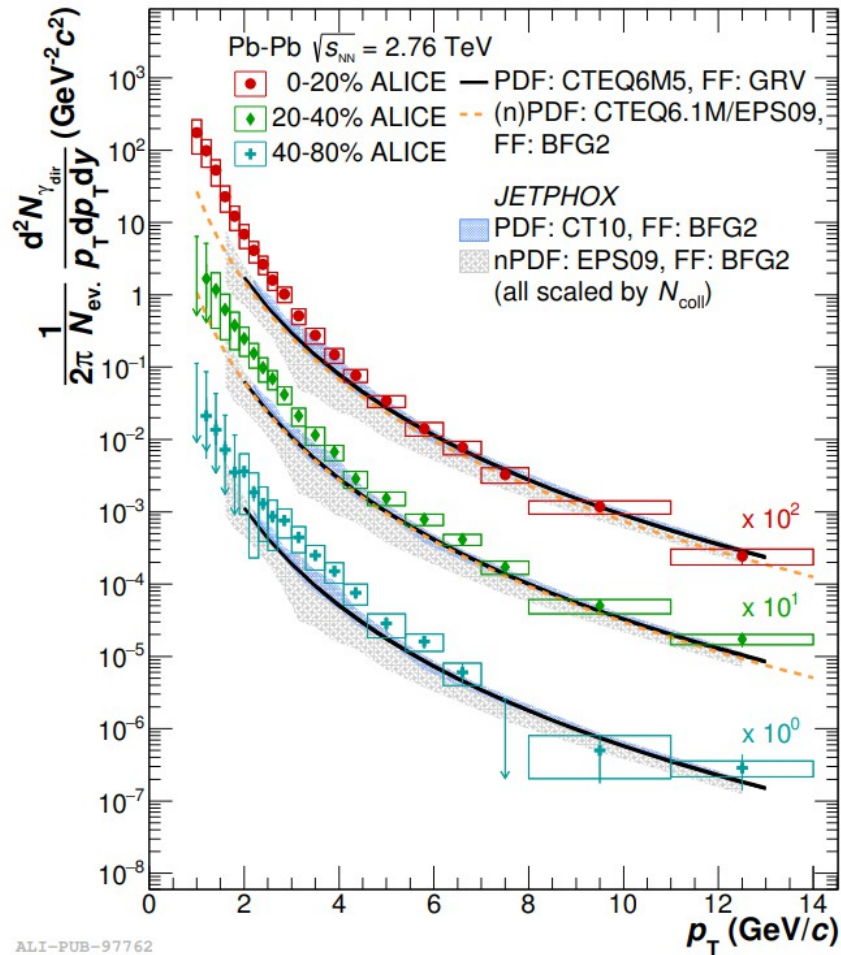 Pb-Pb √s_NN = 2.76 TeV
0-20% ALICE
20-40% ALICE
40-80% ALICE
PDF: CTEQ6M5, FF: GRV
(n)PDF: CTEQ6.1M/EPS09,
FF: BFG2
JETPHOX
PDF: CT10, FF: BFG2
nPDF: EPS09, FF: BFG2
(all scaled by N_coll)
1/(2π N_ev.) d²N_γdir/(p_T dp_T dy) (GeV⁻²c²)
10³
10²
10
1
10⁻¹
10⁻²
10⁻³
10⁻⁴
10⁻⁵
10⁻⁶
10⁻⁷
10⁻⁸
x 10²
x 10¹
x 10⁰
0 2 4 6 8 10 12 14
p_T (GeV/c)
ALI-PUB-97762